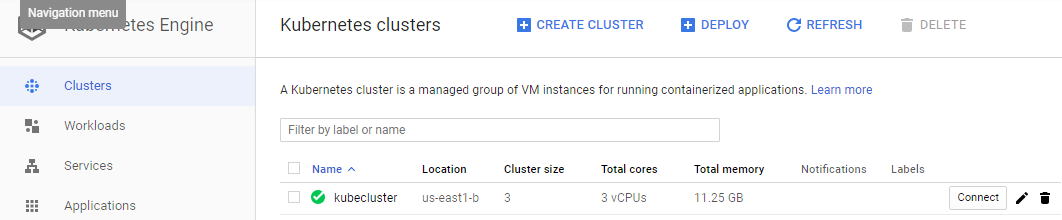 Navigation menu
Kubernetes Engine
Kubernetes clusters
CREATE CLUSTER
DEPLOY
REFRESH
DELETE
Clusters
Workloads
Services
Applications
A Kubernetes cluster is a managed group of VM instances for running containerized applications. Learn more
Filter by label or name
Name Location Cluster size Total cores Total memory Notifications Labels
kubecluster us-east1-b 3 3 vCPUs 11.25 GB Connect